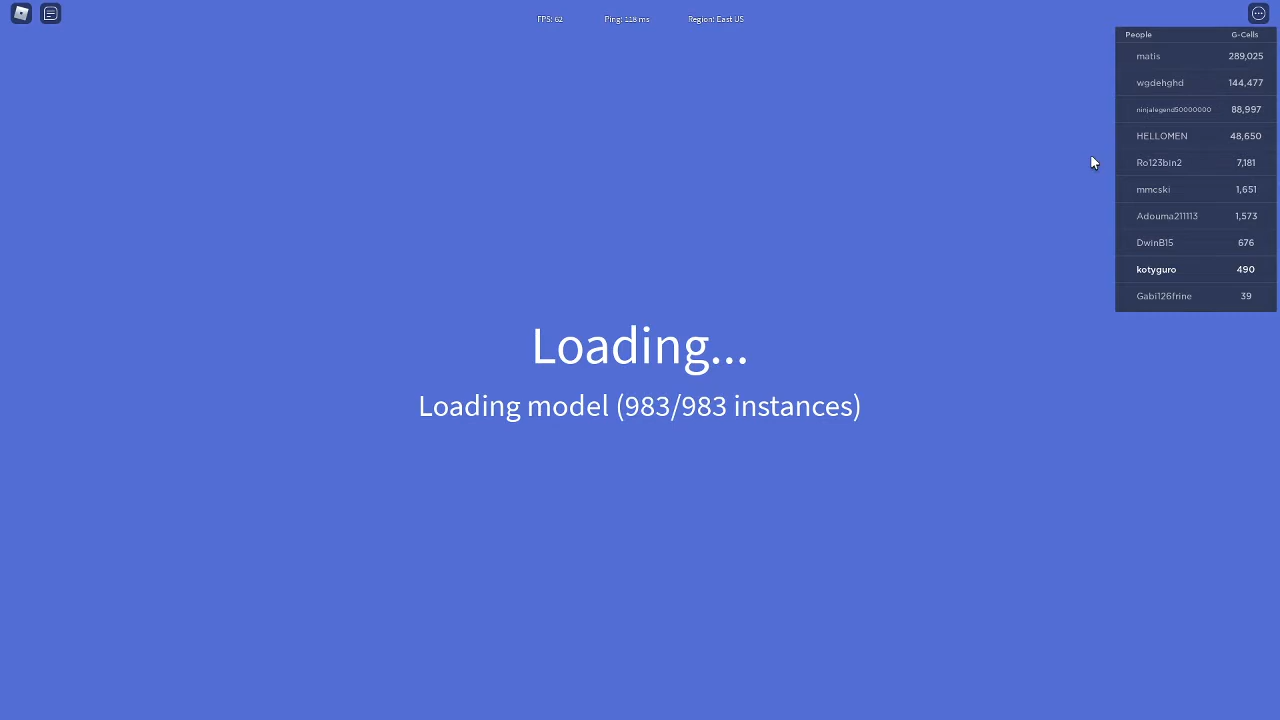 FPS: 62 Ping: 118 ms Region: East US
People G-Cells
matis 289,025
wgdehghd 144,477
ninjalegend50000000 88,997
HELLOMEN 48,650
Ro123bin2 7,181
mmcski 1,651
Adouma211113 1,573
DwinB15 676
kotyguro 490
Gabi126frine 39
Loading...
Loading model (983/983 instances)